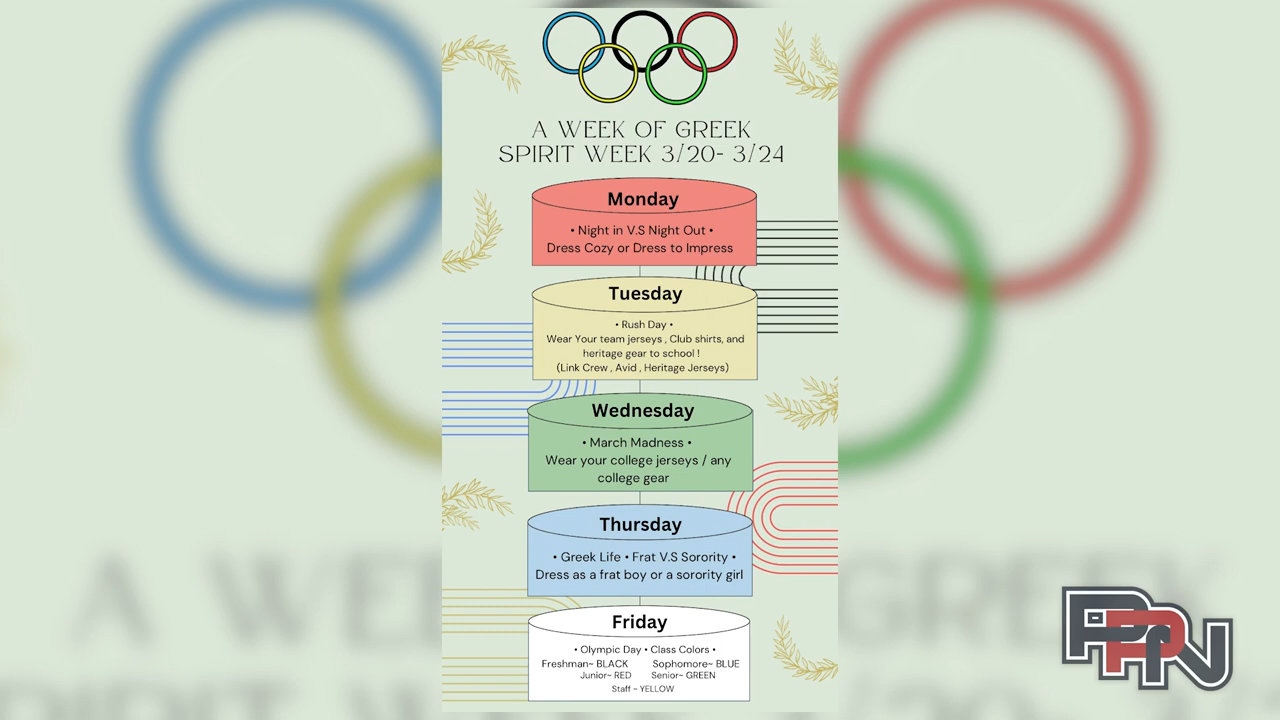 A WEEK OF GREEK
SPIRIT WEEK 3/20- 3/24
Monday
• Night in V.S Night Out •
Dress Cozy or Dress to Impress
Tuesday
• Rush Day •
Wear Your team jerseys , Club shirts, and
heritage gear to school !
(Link Crew , Avid , Heritage Jerseys)
Wednesday
• March Madness •
Wear your college jerseys / any
college gear
Thursday
• Greek Life • Frat V.S Sorority •
Dress as a frat boy or a sorority girl
Friday
• Olympic Day • Class Colors •
Freshman~ BLACK Sophomore~ BLUE
Junior~ RED Senior~ GREEN
Staff ~ YELLOW
PPN